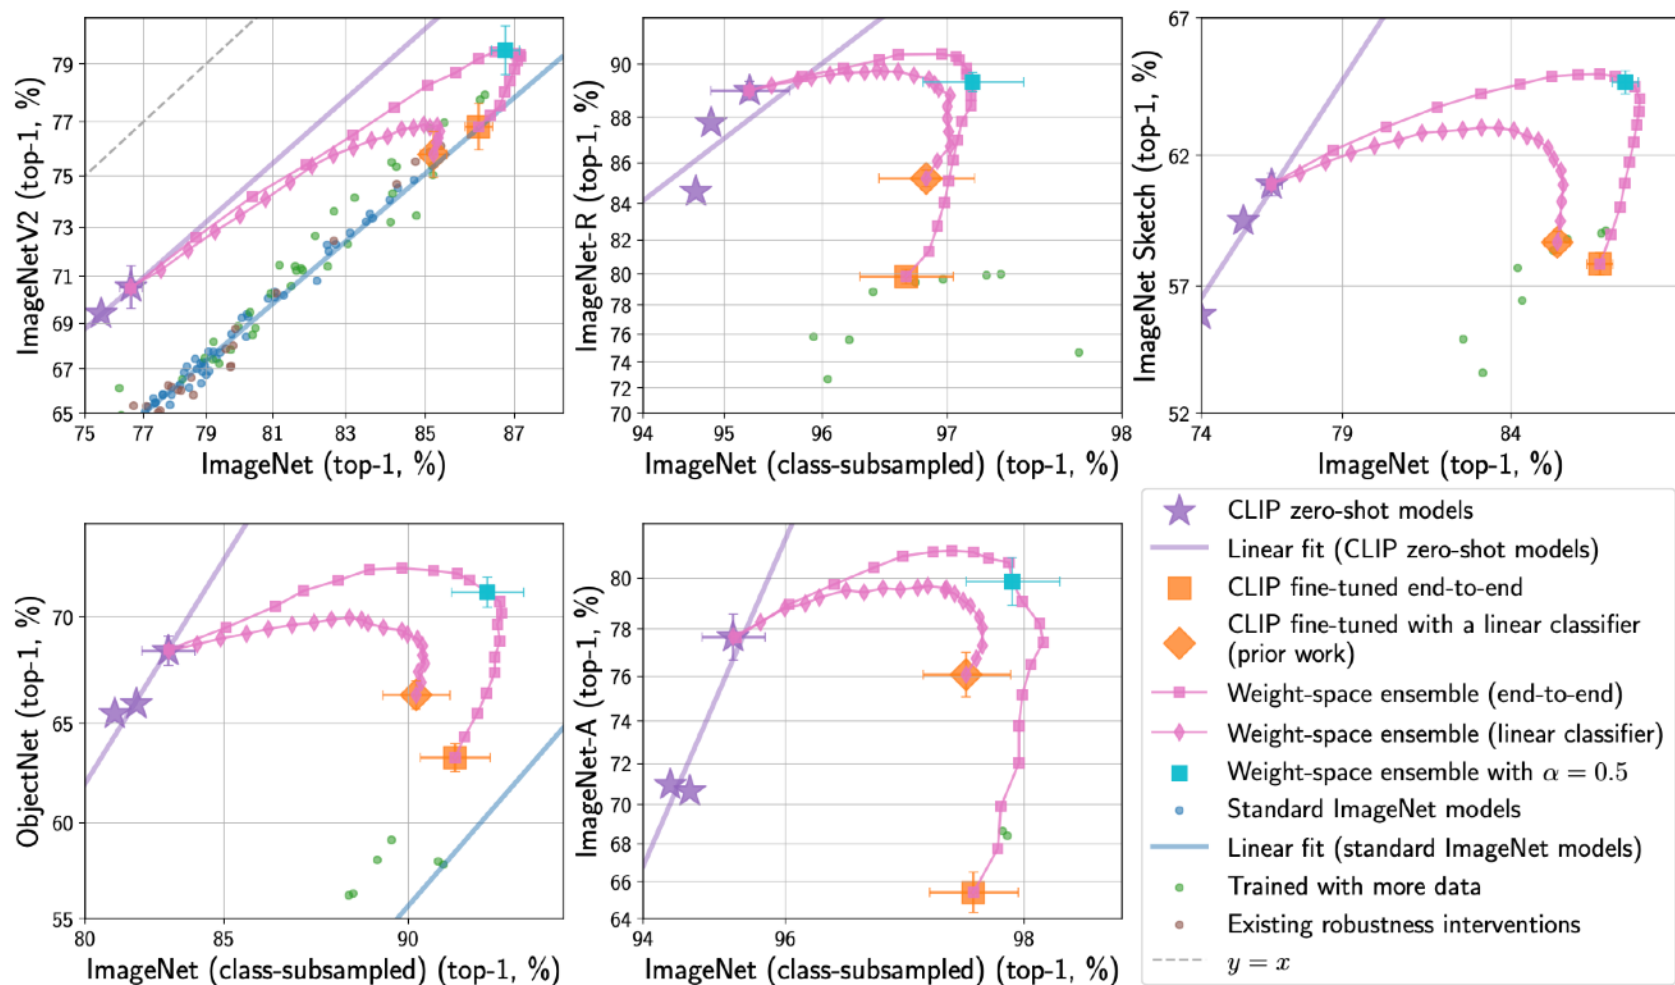 ImageNetV2 (top-1, %)
79
77
75
73
71
69
67
65
75 77 79 81 83 85 87
ImageNet (top-1, %)
ImageNet-R (top-1, %)
90
88
86
84
82
80
78
76
74
72
70
94 95 96 97 98
ImageNet (class-subsampled) (top-1, %)
ImageNet Sketch (top-1, %)
67
62
57
52
74 79 84
ImageNet (top-1, %)
ObjectNet (top-1, %)
70
65
60
55
80 85 90
ImageNet (class-subsampled) (top-1, %)
ImageNet-A (top-1, %)
80
78
76
74
72
70
68
66
64
94 96 98
ImageNet (class-subsampled) (top-1, %)
CLIP zero-shot models
Linear fit (CLIP zero-shot models)
CLIP fine-tuned end-to-end
CLIP fine-tuned with a linear classifier
(prior work)
Weight-space ensemble (end-to-end)
Weight-space ensemble (linear classifier)
Weight-space ensemble with α = 0.5
Standard ImageNet models
Linear fit (standard ImageNet models)
Trained with more data
Existing robustness interventions
y = x